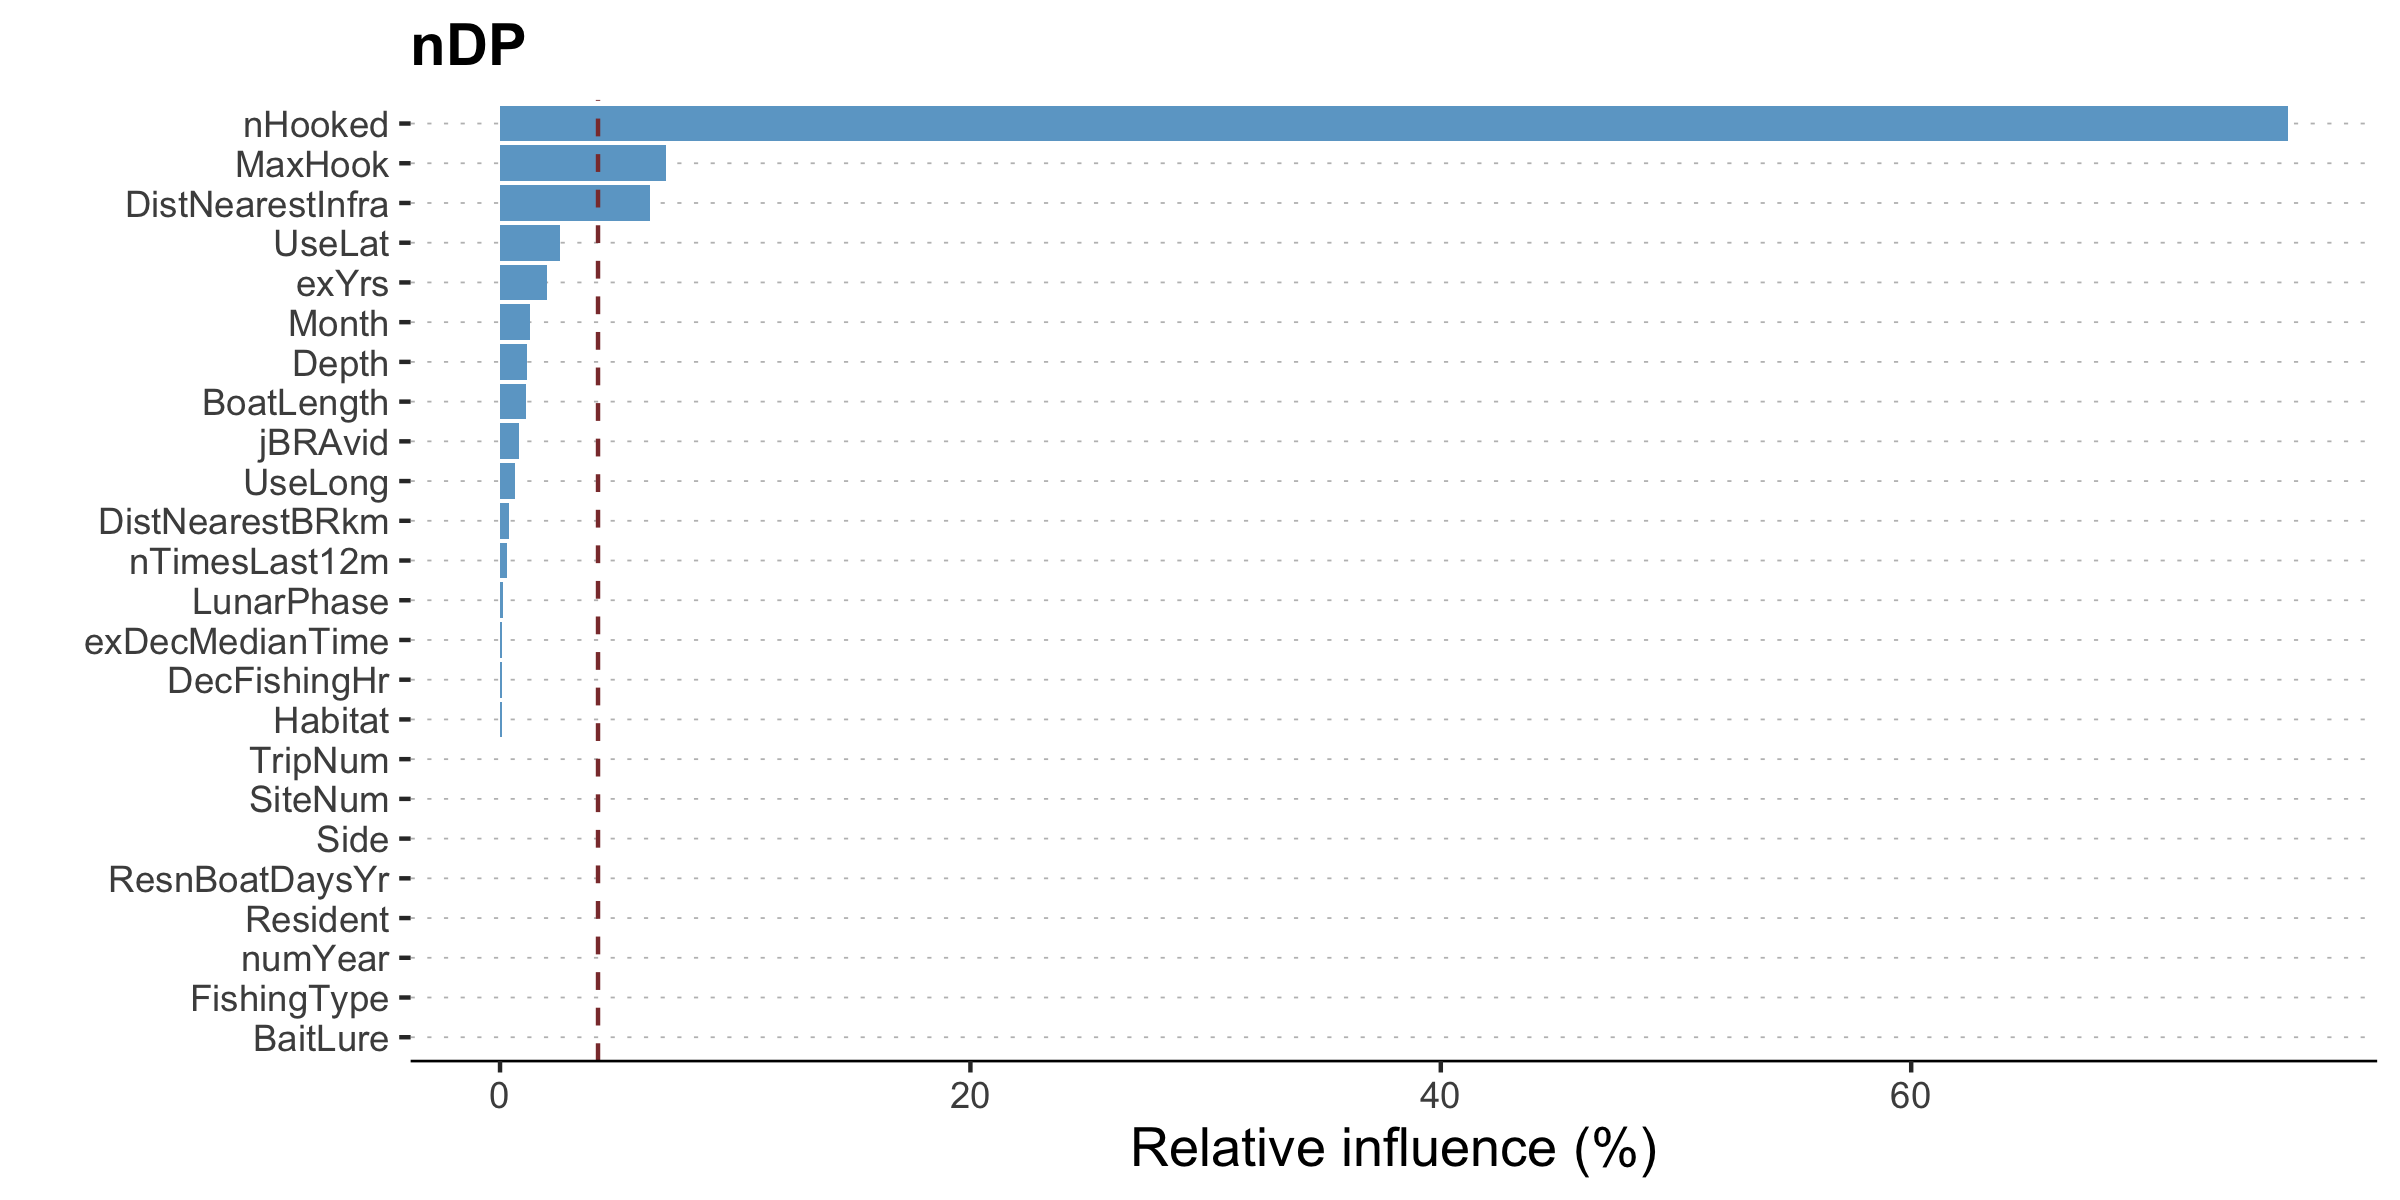 nDP
nHooked
MaxHook
DistNearestInfra
UseLat
exYrs
Month
Depth
BoatLength
jBRAvid
UseLong
DistNearestBRkm
nTimesLast12m
LunarPhase
exDecMedianTime
DecFishingHr
Habitat
TripNum
SiteNum
Side
ResnBoatDaysYr
Resident
numYear
FishingType
BaitLure
0 20 40 60
Relative influence (%)